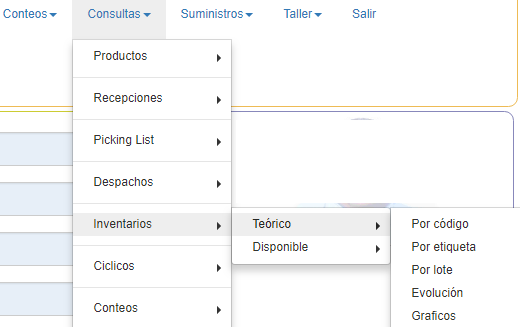 Conteos Consultas Suministros Taller Salir
Productos
Recepciones
Picking List
Despachos
Inventarios
Ciclicos
Conteos
Teórico
Disponible
Por código
Por etiqueta
Por lote
Evolución
Graficos